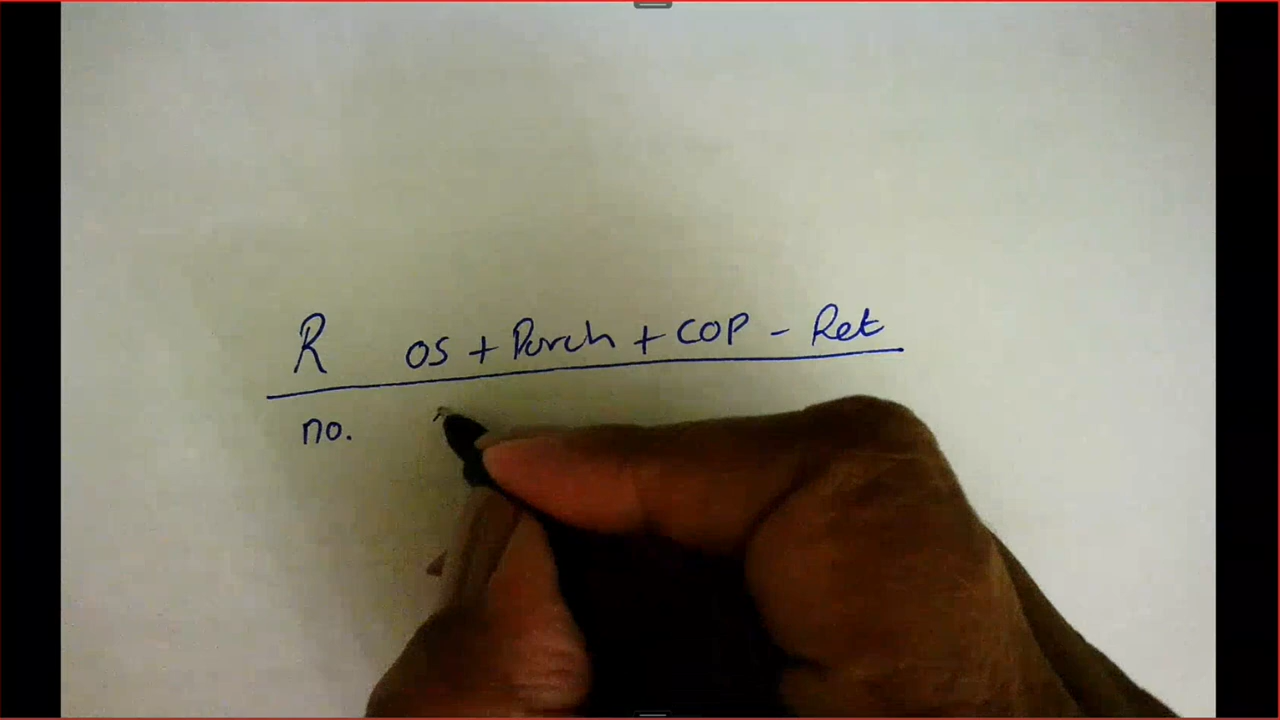 R OS + Purch + COP - Ret
no.